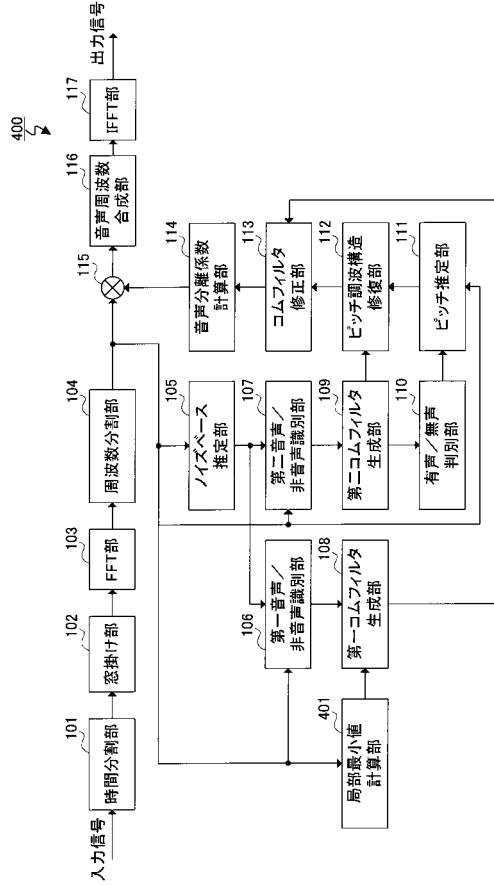 400
入力信号
101
時間分割部
102
窓掛け部
103
FFT部
104
周波数分割部
115
116
音声周波数
合成部
117
IFFT部
出力信号
105
ノイズベース
推定部
114
音声分離係数
計算部
106
第一音声/
非音声識別部
107
第二音声/
非音声識別部
113
コムフィルタ
修正部
401
局部最小値
計算部
108
第一コムフィルタ
生成部
109
第二コムフィルタ
生成部
112
ピッチ調波構造
修復部
110
有声/無声
判別部
111
ピッチ推定部